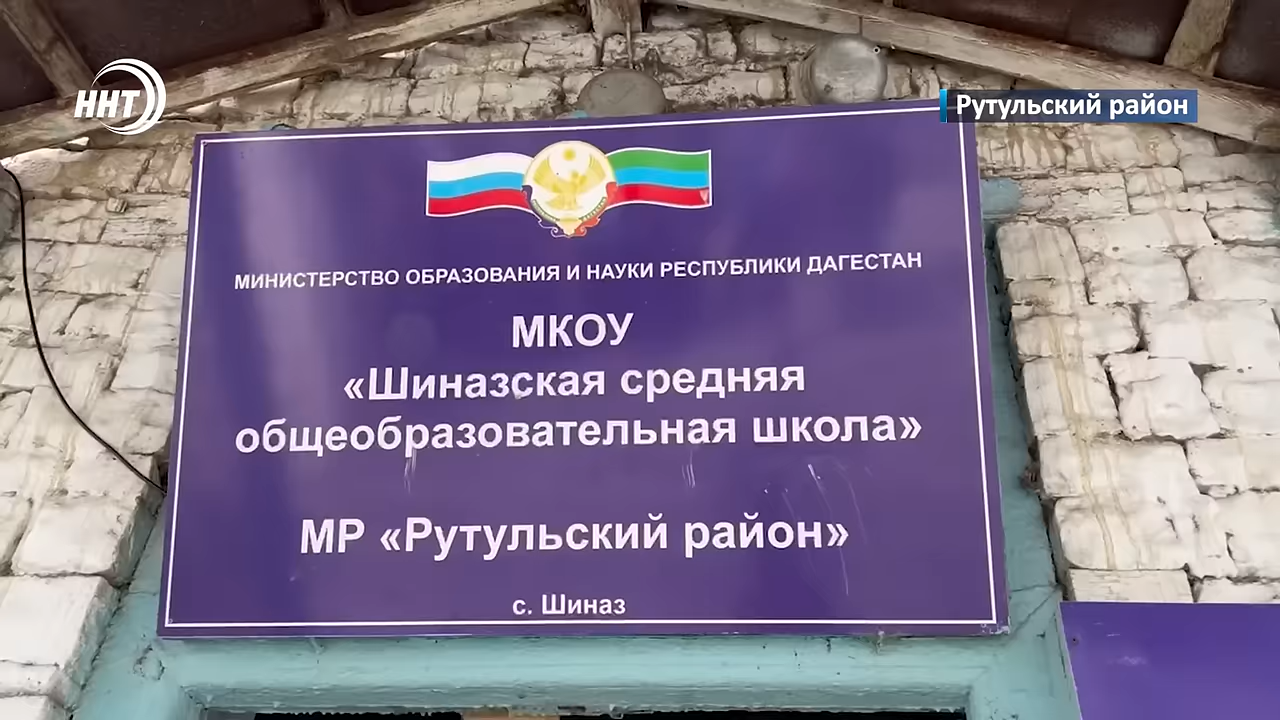 ННТ
Рутульский район
МИНИСТЕРСТВО ОБРАЗОВАНИЯ И НАУКИ РЕСПУБЛИКИ ДАГЕСТАН
МКОУ
«Шиназская средняя
общеобразовательная школа»
МР «Рутульский район»
с. Шиназ